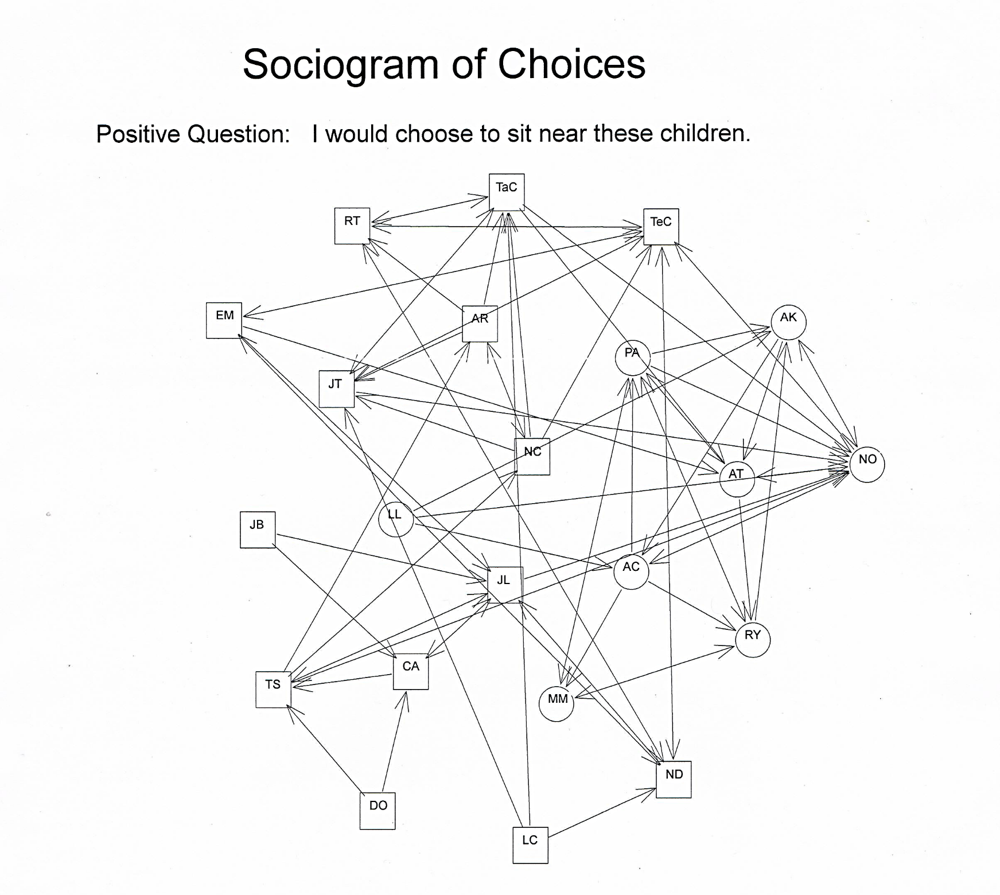 Sociogram of Choices
Positive Question: I would choose to sit near these children.
TaC
RT
TeC
EM
AR
AK
PA
JT
NC
NO
AT
LL
JB
AC
JL
RY
CA
TS
MM
ND
DO
LC